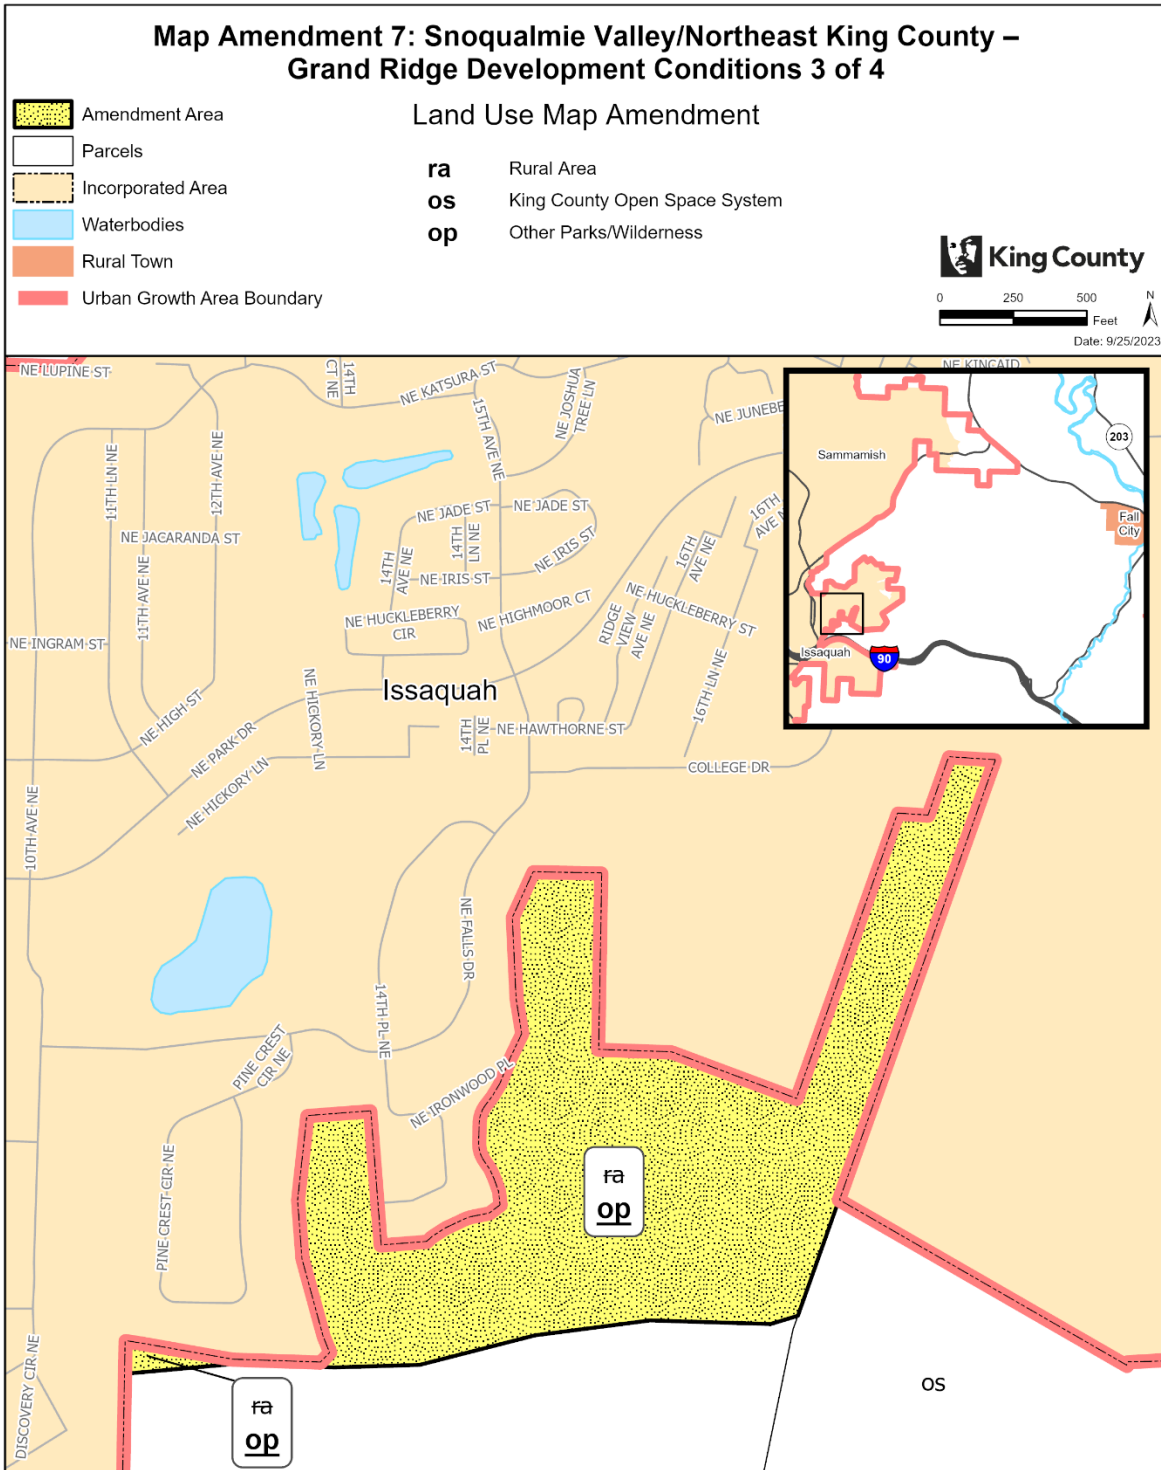 Map Amendment 7: Snoqualmie Valley/Northeast King County –
Grand Ridge Development Conditions 3 of 4
Amendment Area
Parcels
Incorporated Area
Waterbodies
Rural Town
Urban Growth Area Boundary
Land Use Map Amendment
ra Rural Area
os King County Open Space System
op Other Parks/Wilderness
King County
0 250 500
Feet
N
Date: 9/25/2023
NE LUPINE ST
14TH
CT NE
NE KATSURA ST
NE JOSHUA
TREE LN
NE KINCAID
NE JUNEBE
15TH AVE NE
11TH LN NE
12TH AVE NE
NE JACARANDA ST
11TH AVE NE
NE JADE ST
NE JADE ST
14TH
LN NE
14TH
AVE NE
NE IRIS ST
NE IRIS ST
16TH
AVE N
16TH
AVE NE
NE HUCKLEBERRY
CIR
NE HIGHMOOR CT
RIDGE
VIEW
AVE NE
NE HUCKLEBERRY ST
NE INGRAM ST
NE HICKORY LN
Issaquah
16TH LN NE
NE HIGH ST
NE PARK DR
NE HICKORY LN
14TH
PL NE
NE HAWTHORNE ST
COLLEGE DR
10TH AVE NE
NE FALLS DR
14TH PL NE
PINE CREST
CIR NE
NE IRONWOOD PL
PINE CREST CIR NE
DISCOVERY CIR NE
ra
op
ra
op
os
Sammamish
203
Fall
City
Issaquah
90